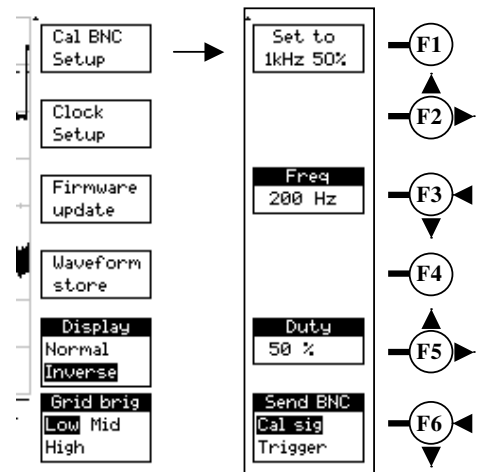 Cal BNC
Setup
Clock
Setup
Firmware
update
Waveform
store
Display
Normal
Inverse
Grid brig
Low Mid
High
Set to
1kHz 50%
Freq
200 Hz
Duty
50 %
Send BNC
Cal sig
Trigger
F1
F2
F3
F4
F5
F6